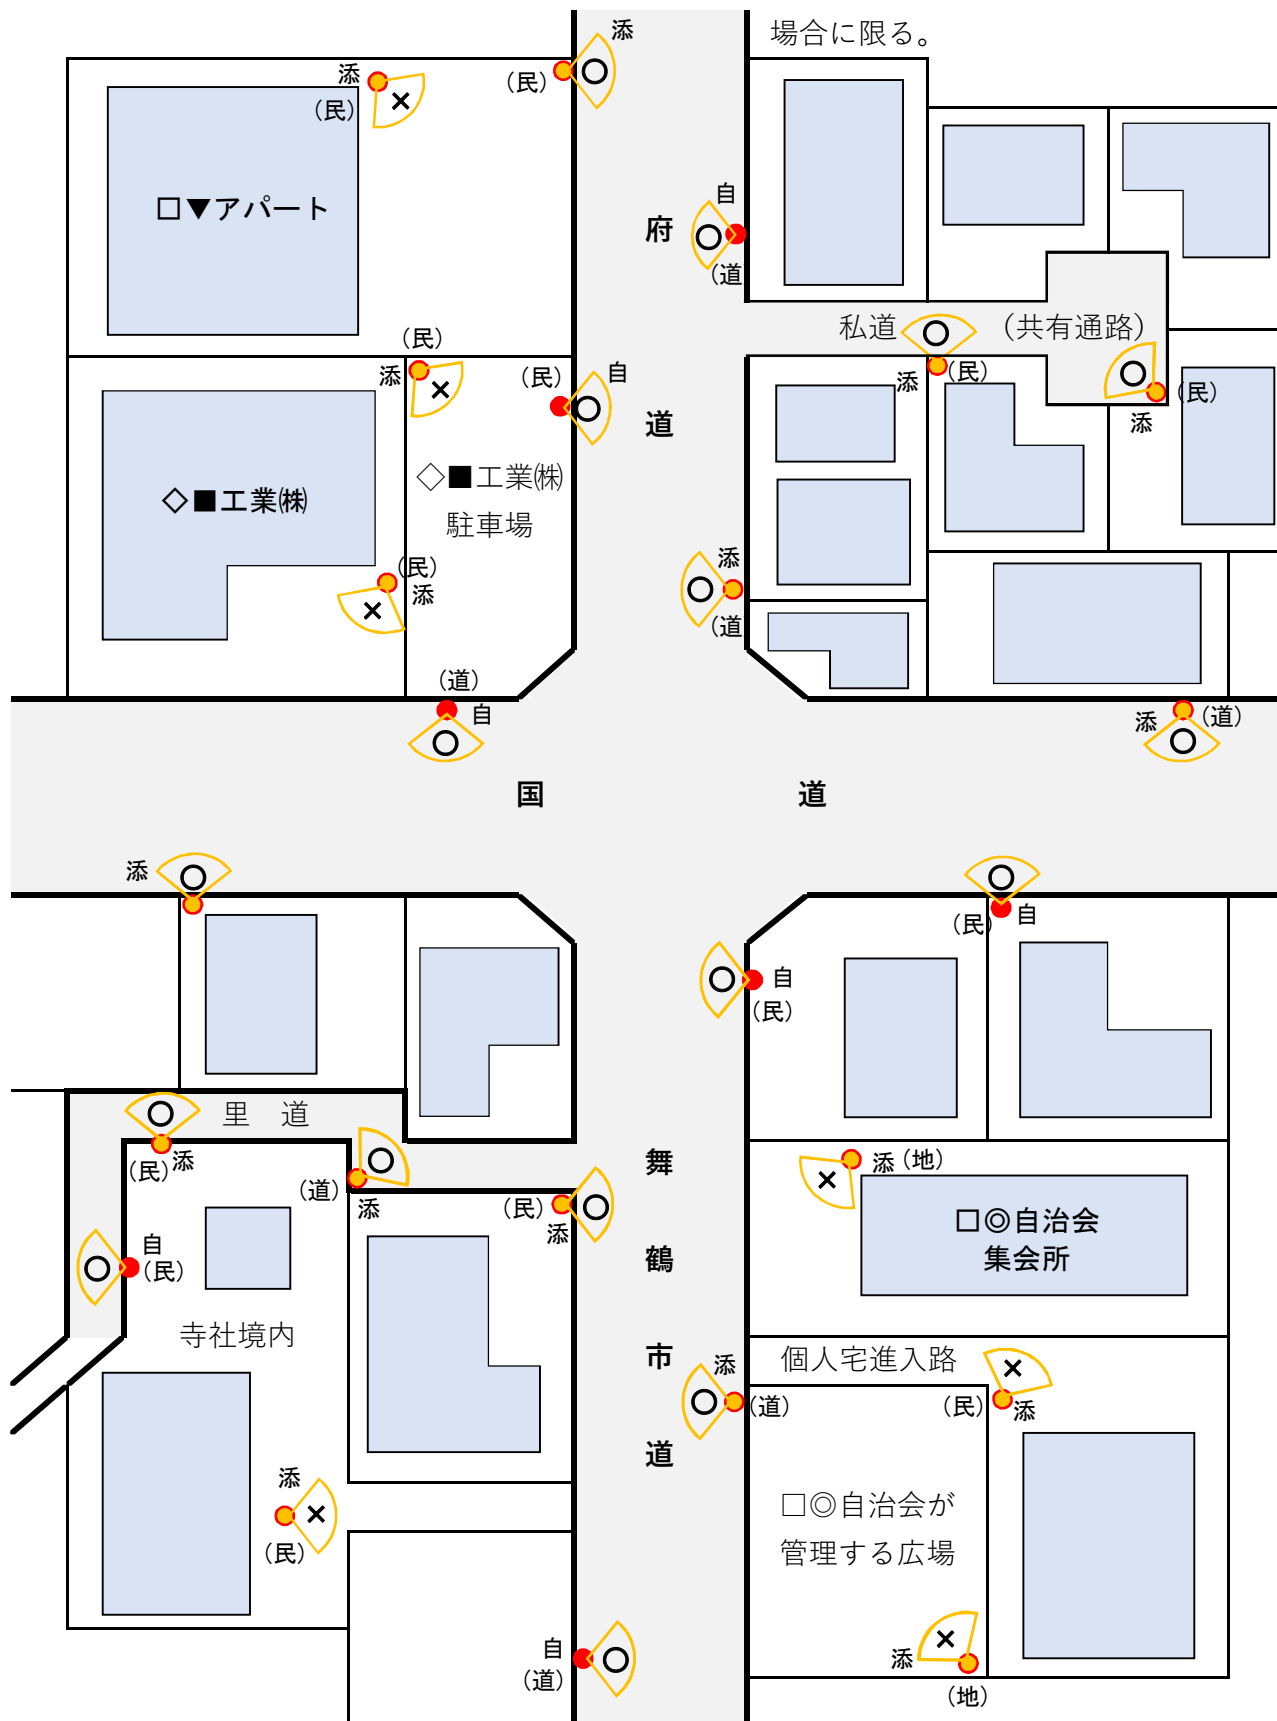 場合に限る。
添
(民)
添
(民)
×
○
□▼アパート
自
○
(道)
府
私道
○
(共有通路)
添
(民)
○
(民)
添
(民)
添
×
(民)
自
○
道
◇■工業㈱
◇■工業㈱
駐車場
(民)
添
×
添
○
(道)
(道)
自
○
添
(道)
○
国
道
添
○
○
(民)
自
○
自
(民)
○
里　道
(民)
添
○
(道)
添
(民)
添
○
舞
鶴
市
道
×
添
(地)
□◎自治会
集会所
○
自
(民)
寺社境内
個人宅進入路
×
(民)
添
添
○
(道)
□◎自治会が
管理する広場
添
×
(民)
×
添
(地)
自
(道)
○